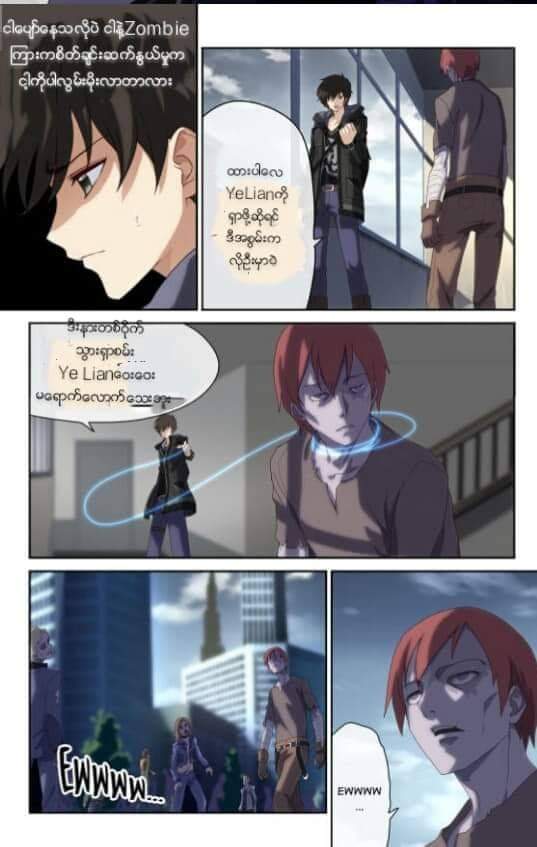 ငါပျော်နေသလိုပဲ ငါနဲ့Zombie
ကြားကစိတ်ချင်းဆက်နွယ်မှုက
ငါ့ကိုပါလွမ်းမိုးလာတာလား
ထားပါလေ
YeLianကို
ရှာဖို့ဆိုရင်
ဒီအစွမ်းက
လိုဦးမှာပဲ
ဒီးနားတစ်ဝိုက်
သွားရှာစမ်း
Ye Lianဝေးဝေး
မရောက်လောက်သေးဘူး
EWWWW...
EWWWW
...